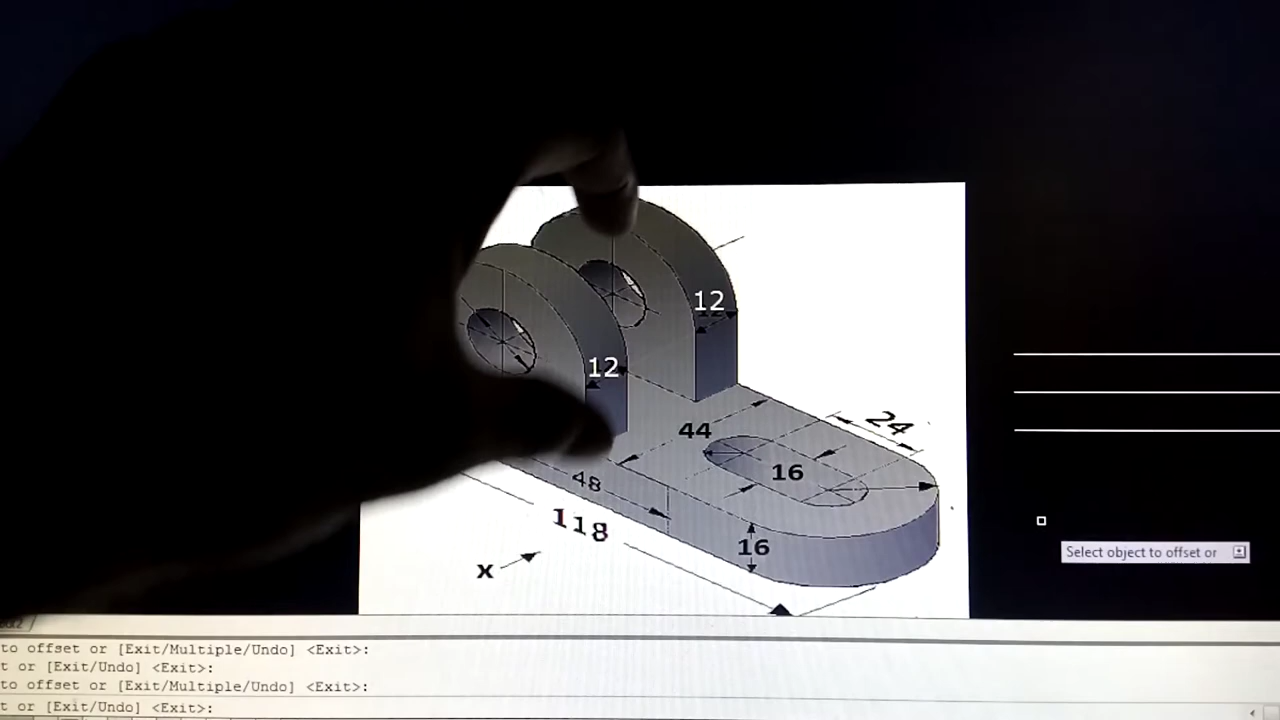 12
12
24
44
16
48
118
16
x
Select object to offset or
to offset or [Exit/Multiple/Undo] <Exit>:
t or [Exit/Undo] <Exit>:
to offset or [Exit/Multiple/Undo] <Exit>:
t or [Exit/Undo] <Exit>: